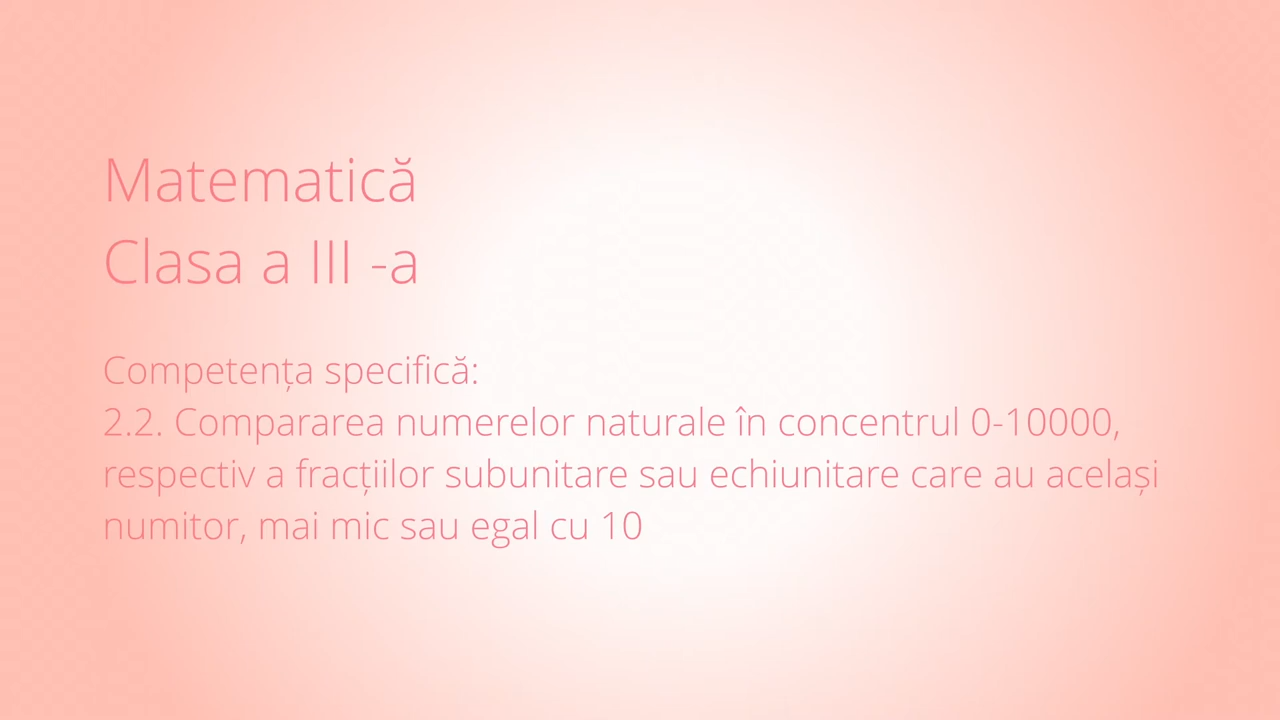 Matematică
Clasa a III -a
Competența specifică:
2.2. Compararea numerelor naturale în concentrul 0-10000,
respectiv a fracțiilor subunitare sau echiunitare care au același
numitor, mai mic sau egal cu 10